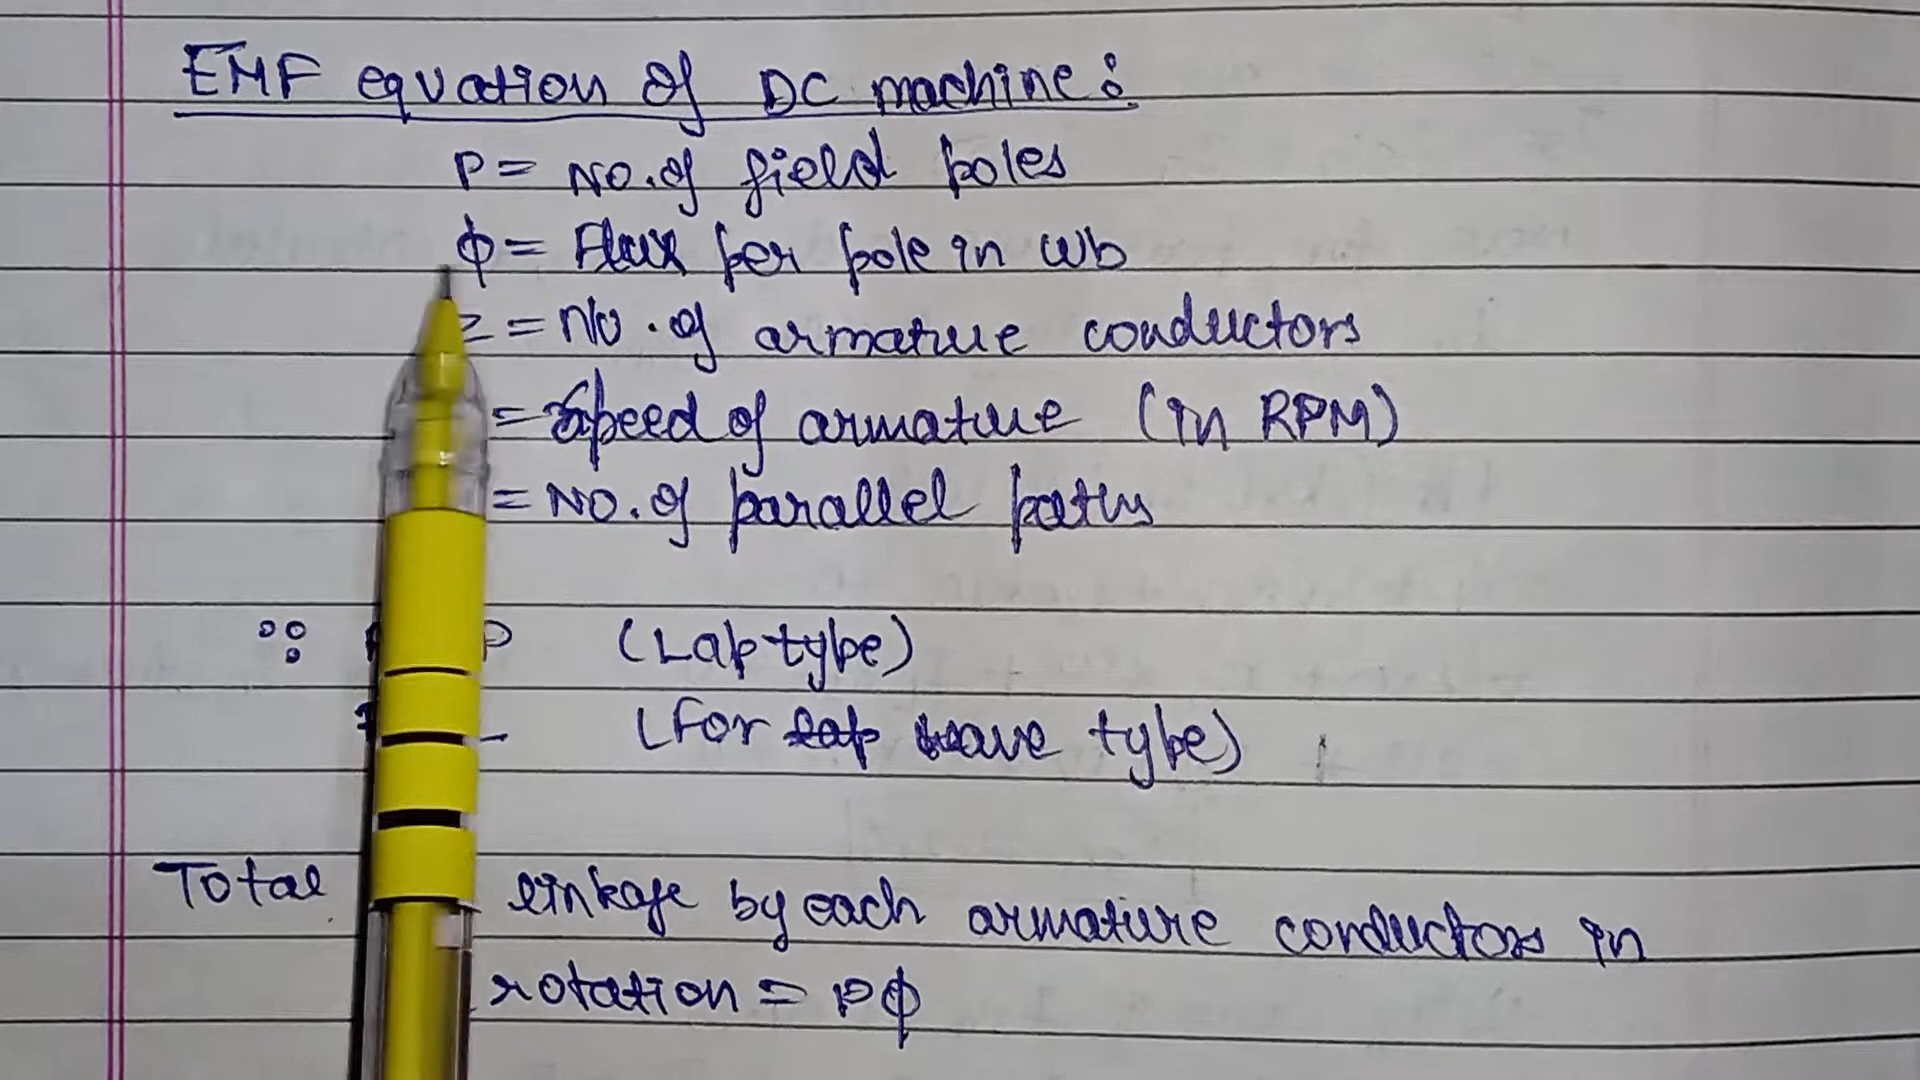 EMF equation of DC machine:
P = No. of field poles
φ = Flux per pole in wb
Z = No. of armature conductors
= Speed of armature (in RPM)
= No. of parallel paths
∵ P (Lap type)
(For lap wave type)
Total linkage by each armature conductors in
rotation = Pφ